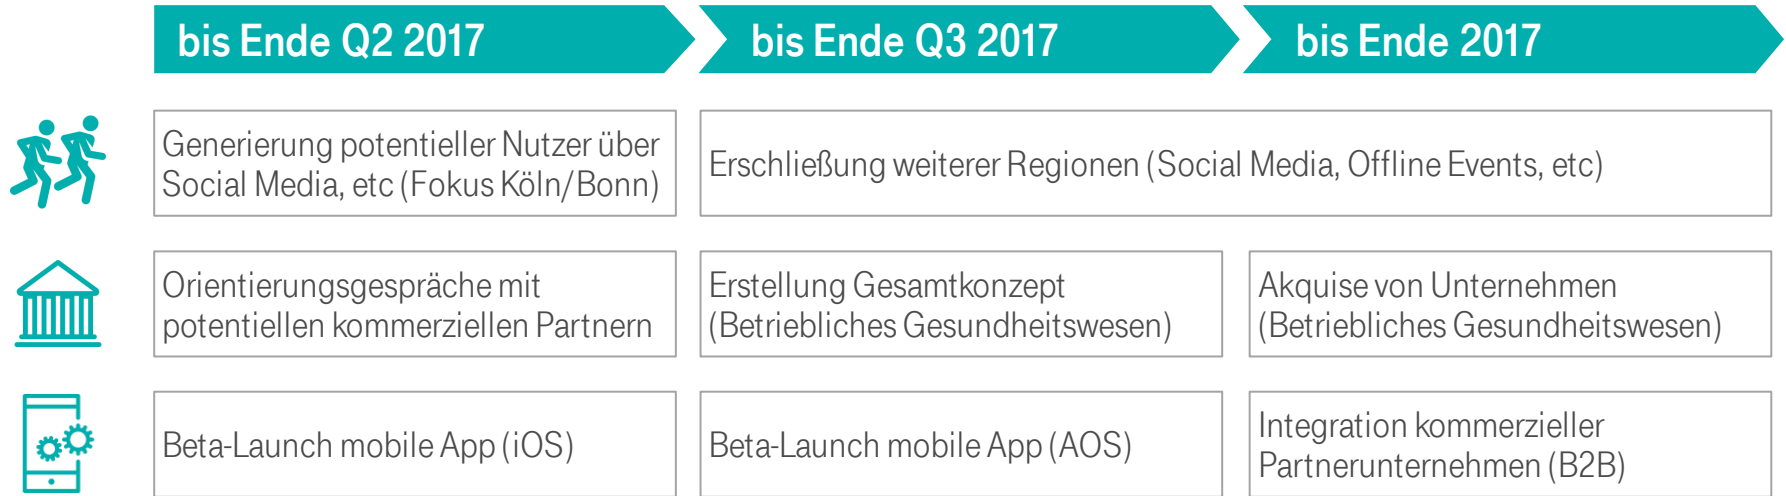 bis Ende Q2 2017
bis Ende Q3 2017
bis Ende 2017
Generierung potentieller Nutzer über
Social Media, etc (Fokus Köln/Bonn)
Erschließung weiterer Regionen (Social Media, Offline Events, etc)
Orientierungsgespräche mit
potentiellen kommerziellen Partnern
Erstellung Gesamtkonzept
(Betriebliches Gesundheitswesen)
Akquise von Unternehmen
(Betriebliches Gesundheitswesen)
Beta-Launch mobile App (iOS)
Beta-Launch mobile App (AOS)
Integration kommerzieller
Partnerunternehmen (B2B)